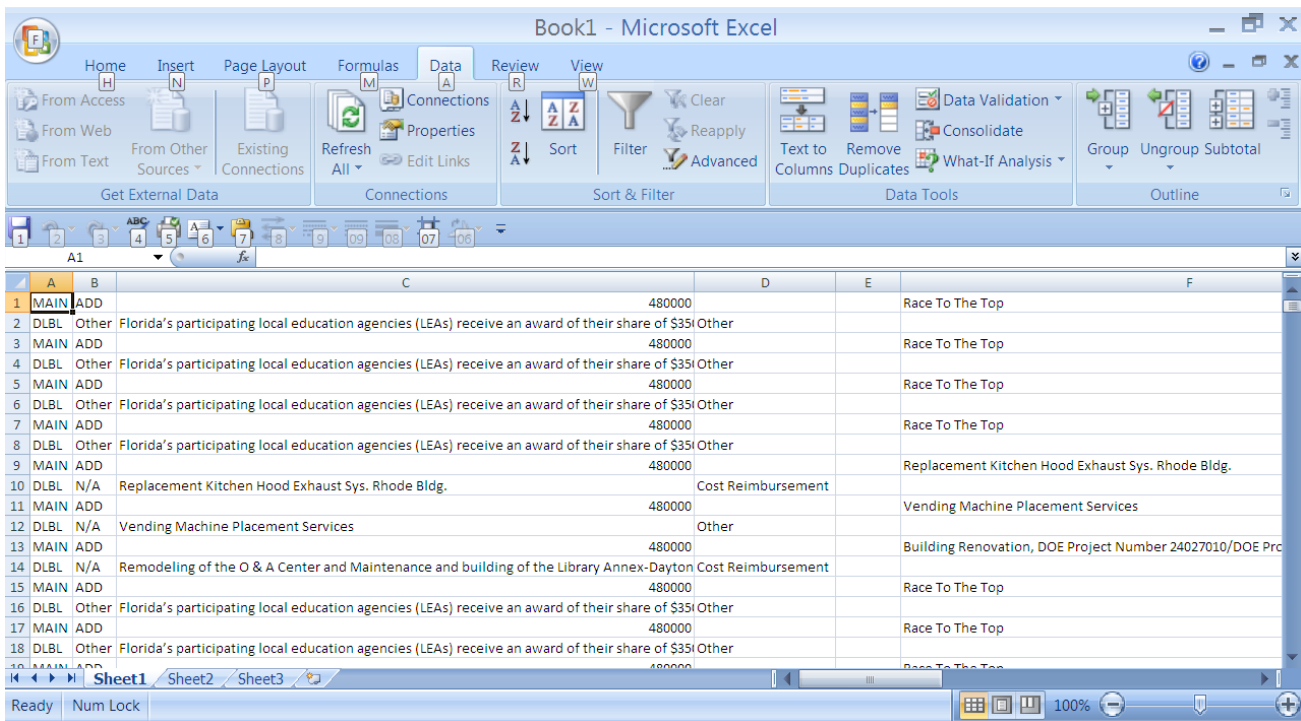 Book1 - Microsoft Excel
F
Home Insert Page Layout Formulas Data Review View
H N P M A R W
From Access
From Web
From Text
From Other Sources
Existing Connections
Get External Data
Refresh All
Connections
Properties
Edit Links
Connections
Sort
Filter
Clear
Reapply
Advanced
Sort & Filter
Text to Columns
Remove Duplicates
Data Validation
Consolidate
What-If Analysis
Data Tools
Group Ungroup Subtotal
Outline
1 2 3 4 5 6 7 8 9 09 08 07 06
A1 fx
A B C D E F
1 MAIN ADD 480000 Race To The Top
2 DLBL Other Florida's participating local education agencies (LEAs) receive an award of their share of $350 Other
3 MAIN ADD 480000 Race To The Top
4 DLBL Other Florida's participating local education agencies (LEAs) receive an award of their share of $350 Other
5 MAIN ADD 480000 Race To The Top
6 DLBL Other Florida's participating local education agencies (LEAs) receive an award of their share of $350 Other
7 MAIN ADD 480000 Race To The Top
8 DLBL Other Florida's participating local education agencies (LEAs) receive an award of their share of $350 Other
9 MAIN ADD 480000 Replacement Kitchen Hood Exhaust Sys. Rhode Bldg.
10 DLBL N/A Replacement Kitchen Hood Exhaust Sys. Rhode Bldg. Cost Reimbursement
11 MAIN ADD 480000 Vending Machine Placement Services
12 DLBL N/A Vending Machine Placement Services Other
13 MAIN ADD 480000 Building Renovation, DOE Project Number 24027010/DOE Pro
14 DLBL N/A Remodeling of the O & A Center and Maintenance and building of the Library Annex-Dayton Cost Reimbursement
15 MAIN ADD 480000 Race To The Top
16 DLBL Other Florida's participating local education agencies (LEAs) receive an award of their share of $350 Other
17 MAIN ADD 480000 Race To The Top
18 DLBL Other Florida's participating local education agencies (LEAs) receive an award of their share of $350 Other
19 MAIN ADD 480000 Race To The Top
Sheet1 Sheet2 Sheet3
Ready Num Lock 100%